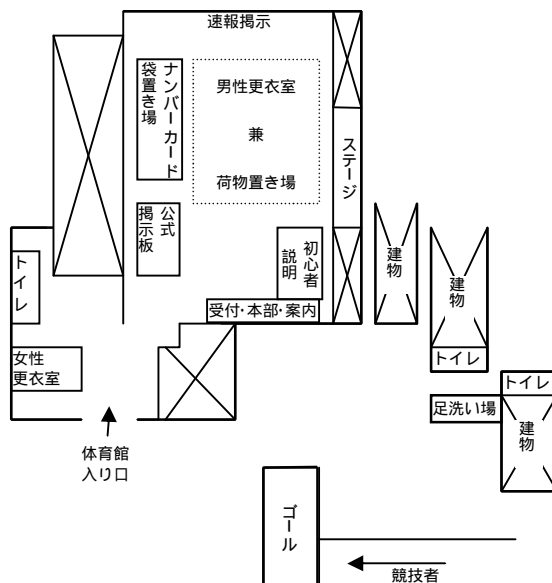 速報掲示
ナンバーカード
袋置き場
男性更衣室
兼
荷物置き場
ステージ
公式
掲示板
初心者
説明
受付・本部・案内
トイレ
女性
更衣室
体育館
入り口
建物
建物
トイレ
トイレ
足洗い場
建物
ゴール
競技者